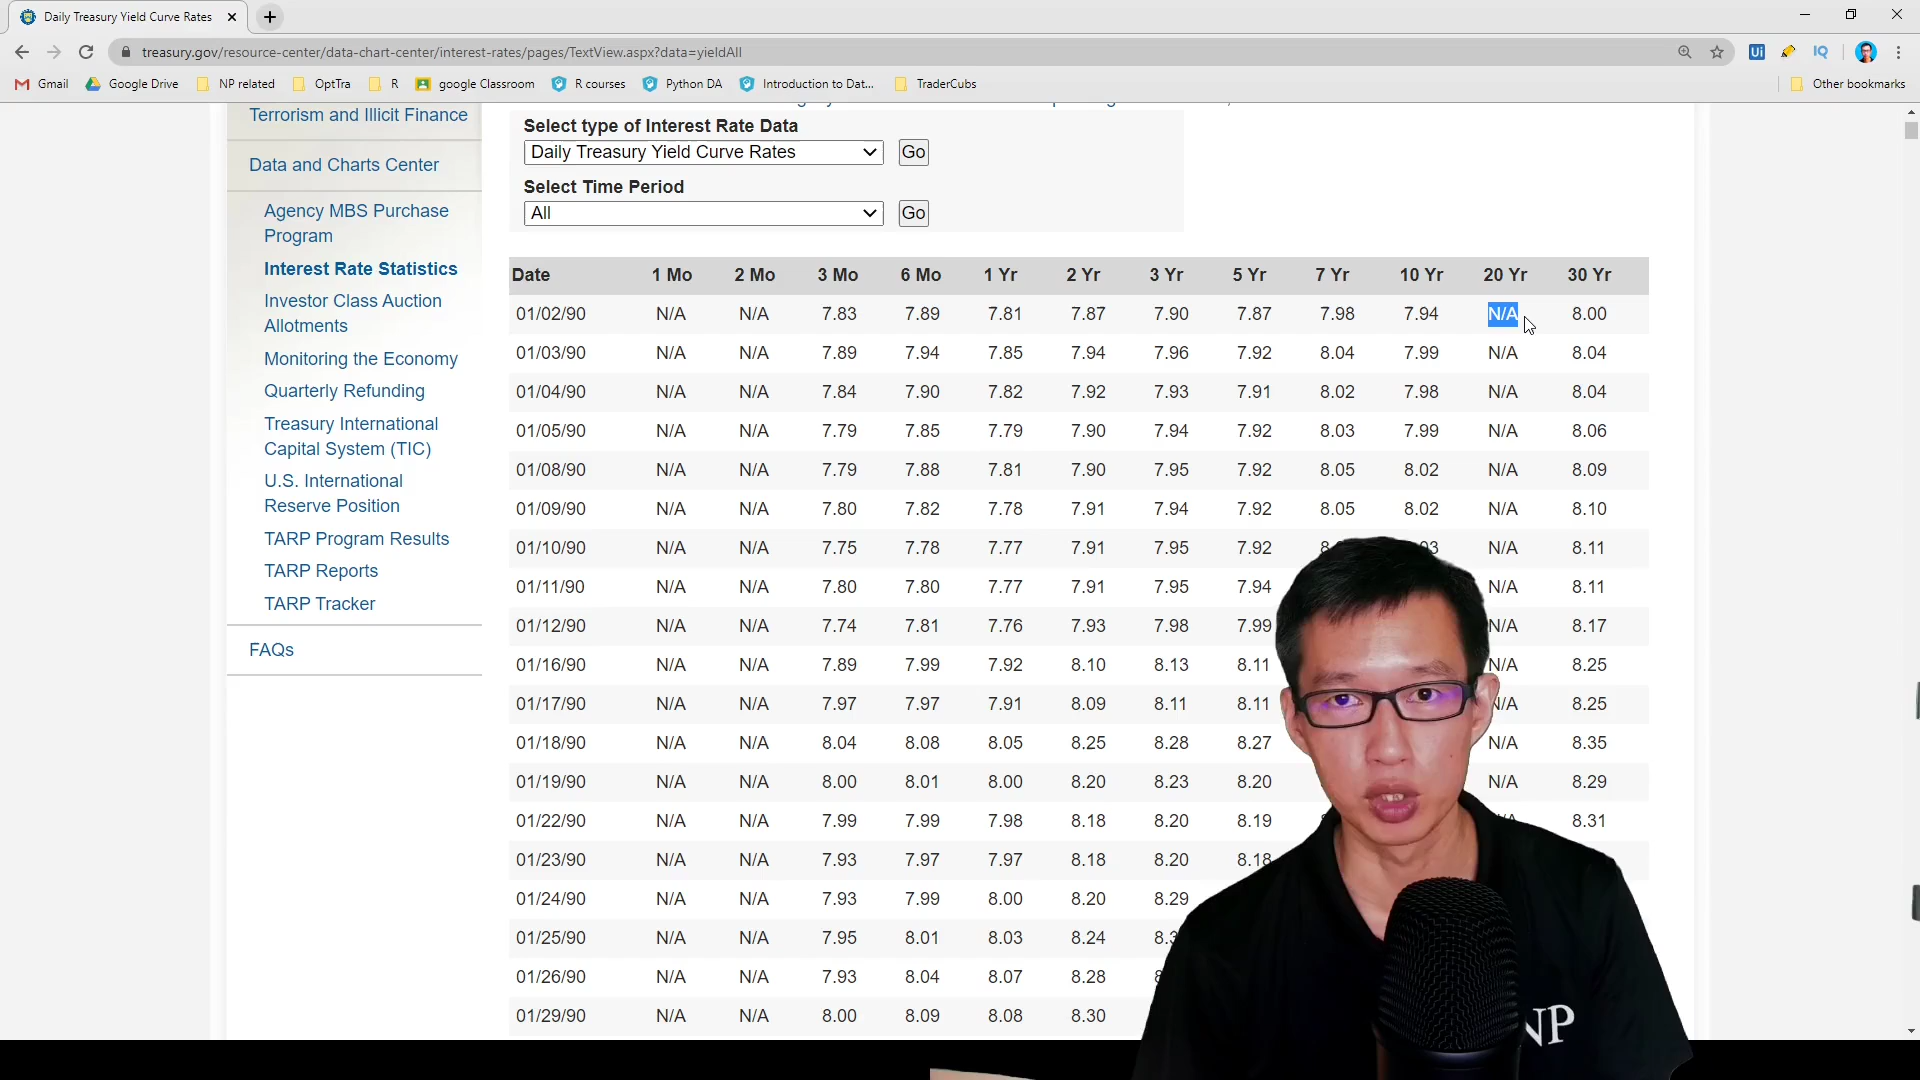 Daily Treasury Yield Curve Rates
treasury.gov/resource-center/data-chart-center/interest-rates/pages/TextView.aspx?data=yieldAll
Gmail Google Drive NP related OptTra R google Classroom R courses Python DA Introduction to Dat... TraderCubs Other bookmarks
Terrorism and Illicit Finance
Data and Charts Center
Agency MBS Purchase
Program
Interest Rate Statistics
Investor Class Auction
Allotments
Monitoring the Economy
Quarterly Refunding
Treasury International
Capital System (TIC)
U.S. International
Reserve Position
TARP Program Results
TARP Reports
TARP Tracker
FAQs
Select type of Interest Rate Data
Daily Treasury Yield Curve Rates Go
Select Time Period
All Go
Date 1 Mo 2 Mo 3 Mo 6 Mo 1 Yr 2 Yr 3 Yr 5 Yr 7 Yr 10 Yr 20 Yr 30 Yr
01/02/90 N/A N/A 7.83 7.89 7.81 7.87 7.90 7.87 7.98 7.94 N/A 8.00
01/03/90 N/A N/A 7.89 7.94 7.85 7.94 7.96 7.92 8.04 7.99 N/A 8.04
01/04/90 N/A N/A 7.84 7.90 7.82 7.92 7.93 7.91 8.02 7.98 N/A 8.04
01/05/90 N/A N/A 7.79 7.85 7.79 7.90 7.94 7.92 8.03 7.99 N/A 8.06
01/08/90 N/A N/A 7.79 7.88 7.81 7.90 7.95 7.92 8.05 8.02 N/A 8.09
01/09/90 N/A N/A 7.80 7.82 7.78 7.91 7.94 7.92 8.05 8.02 N/A 8.10
01/10/90 N/A N/A 7.75 7.78 7.77 7.91 7.95 7.92 N/A 8.11
01/11/90 N/A N/A 7.80 7.80 7.77 7.91 7.95 7.94 N/A 8.11
01/12/90 N/A N/A 7.74 7.81 7.76 7.93 7.98 7.99 N/A 8.17
01/16/90 N/A N/A 7.89 7.99 7.92 8.10 8.13 8.11 N/A 8.25
01/17/90 N/A N/A 7.97 7.97 7.91 8.09 8.11 8.11 N/A 8.25
01/18/90 N/A N/A 8.04 8.08 8.05 8.25 8.28 8.27 N/A 8.35
01/19/90 N/A N/A 8.00 8.01 8.00 8.20 8.23 8.20 N/A 8.29
01/22/90 N/A N/A 7.99 7.99 7.98 8.18 8.20 8.19 8.31
01/23/90 N/A N/A 7.93 7.97 7.97 8.18 8.20 8.18
01/24/90 N/A N/A 7.93 7.99 8.00 8.20 8.29
01/25/90 N/A N/A 7.95 8.01 8.03 8.24
01/26/90 N/A N/A 7.93 8.04 8.07 8.28
01/29/90 N/A N/A 8.00 8.09 8.08 8.30
NP